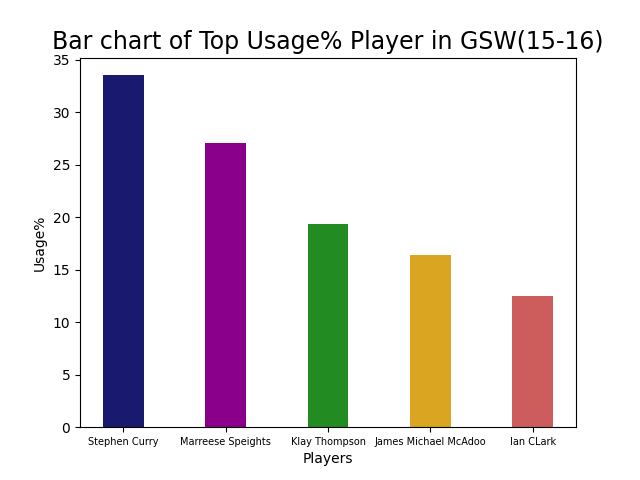 Bar chart of Top Usage% Player in GSW(15-16)
35
30
25
20
15
10
5
0
Usage%
Stephen Curry Marreese Speights Klay Thompson James Michael McAdoo Ian CLark
Players